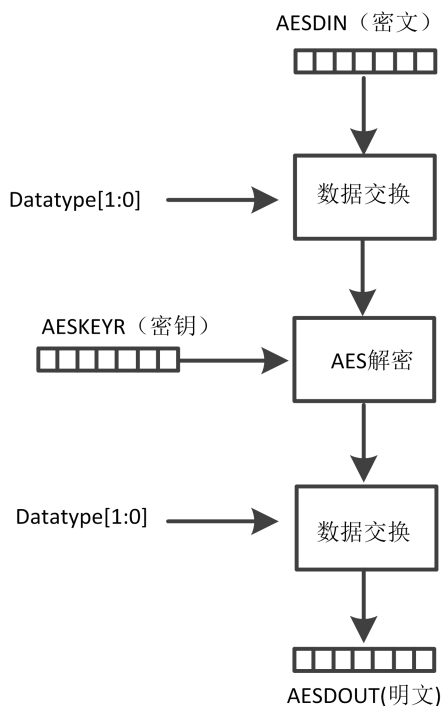 AESDIN（密文）
Datatype[1:0]
数据交换
AESKEYR（密钥）
AES解密
Datatype[1:0]
数据交换
AESDOUT(明文)